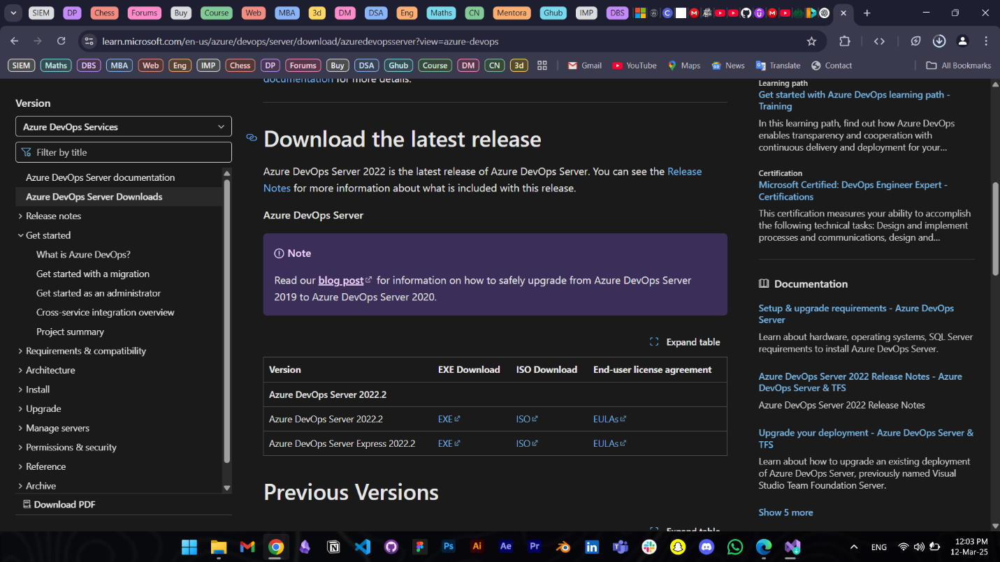 SIEM DP Chess Forums Buy Course Web MBA 3d DM DSA Eng Maths CN Mentora Ghub IMP DBS
learn.microsoft.com/en-us/azure/devops/server/download/azuredevopsserver?view=azure-devops
SIEM Maths DBS MBA Web Eng IMP Chess DP Forums Buy DSA Ghub Course DM CN 3d Gmail YouTube Maps News Translate Contact All Bookmarks
Version
Azure DevOps Services
Filter by title
Azure DevOps Server documentation
Azure DevOps Server Downloads
Release notes
Get started
What is Azure DevOps?
Get started with a migration
Get started as an administrator
Cross-service integration overview
Project summary
Requirements & compatibility
Architecture
Install
Upgrade
Manage servers
Permissions & security
Reference
Archive
Download PDF
documentation for more details.
Download the latest release
Azure DevOps Server 2022 is the latest release of Azure DevOps Server. You can see the Release
Notes for more information about what is included with this release.
Azure DevOps Server
Note
Read our blog post for information on how to safely upgrade from Azure DevOps Server
2019 to Azure DevOps Server 2020.
Expand table
Version EXE Download ISO Download End-user license agreement
Azure DevOps Server 2022.2
Azure DevOps Server 2022.2 EXE ISO EULAs
Azure DevOps Server Express 2022.2 EXE ISO EULAs
Previous Versions
Expand table
Learning path
Get started with Azure DevOps learning path -
Training
In this learning path, find out how Azure DevOps
enables transparency and cooperation with
continuous delivery and deployment for your...
Certification
Microsoft Certified: DevOps Engineer Expert -
Certifications
This certification measures your ability to accomplish
the following technical tasks: Design and implement
processes and communications, design and...
Documentation
Setup & upgrade requirements - Azure DevOps
Server
Learn about hardware, operating systems, SQL Server
requirements to install Azure DevOps Server.
Azure DevOps Server 2022 Release Notes - Azure
DevOps Server & TFS
Azure DevOps Server 2022 Release Notes
Upgrade your deployment - Azure DevOps Server &
TFS
Learn about how to upgrade an existing deployment
of Azure DevOps Server, previously named Visual
Studio Team Foundation Server.
Show 5 more
Ps Ai Ae Pr in
ENG
12:03 PM
12-Mar-25